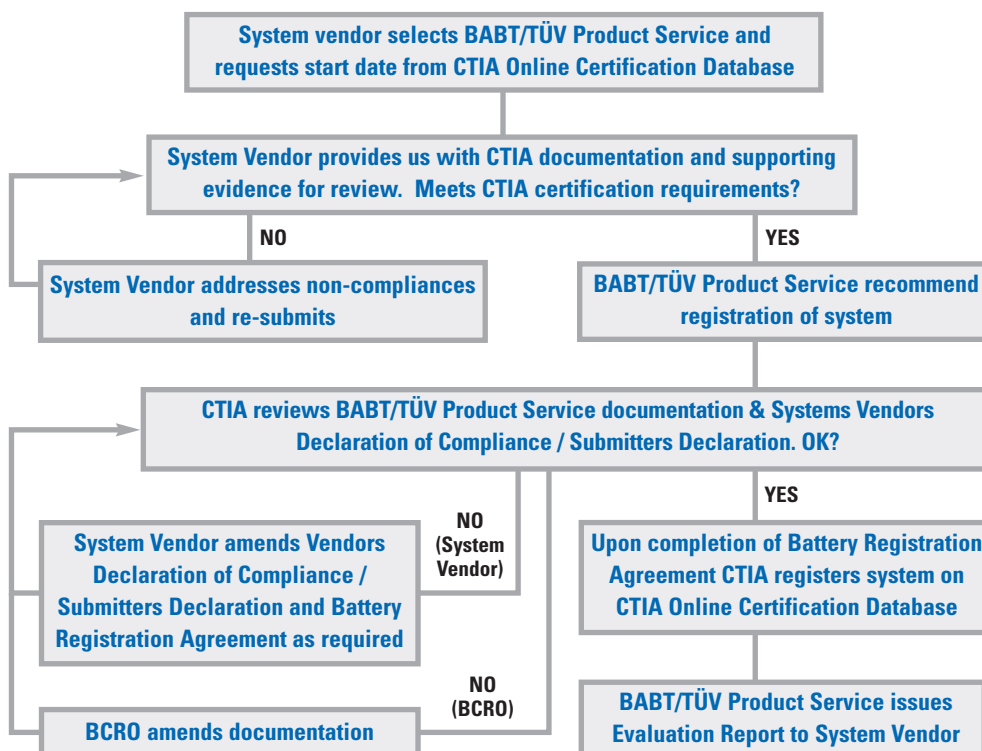 System vendor selects BABT/TÜV Product Service and
requests start date from CTIA Online Certification Database
System Vendor provides us with CTIA documentation and supporting
evidence for review.  Meets CTIA certification requirements?
NO
YES
System Vendor addresses non-compliances
and re-submits
BABT/TÜV Product Service recommend
registration of system
CTIA reviews BABT/TÜV Product Service documentation & Systems Vendors
Declaration of Compliance / Submitters Declaration. OK?
NO
(System
Vendor)
YES
System Vendor amends Vendors
Declaration of Compliance /
Submitters Declaration and Battery
Registration Agreement as required
Upon completion of Battery Registration
Agreement CTIA registers system on
CTIA Online Certification Database
NO
(BCRO)
BCRO amends documentation
BABT/TÜV Product Service issues
Evaluation Report to System Vendor